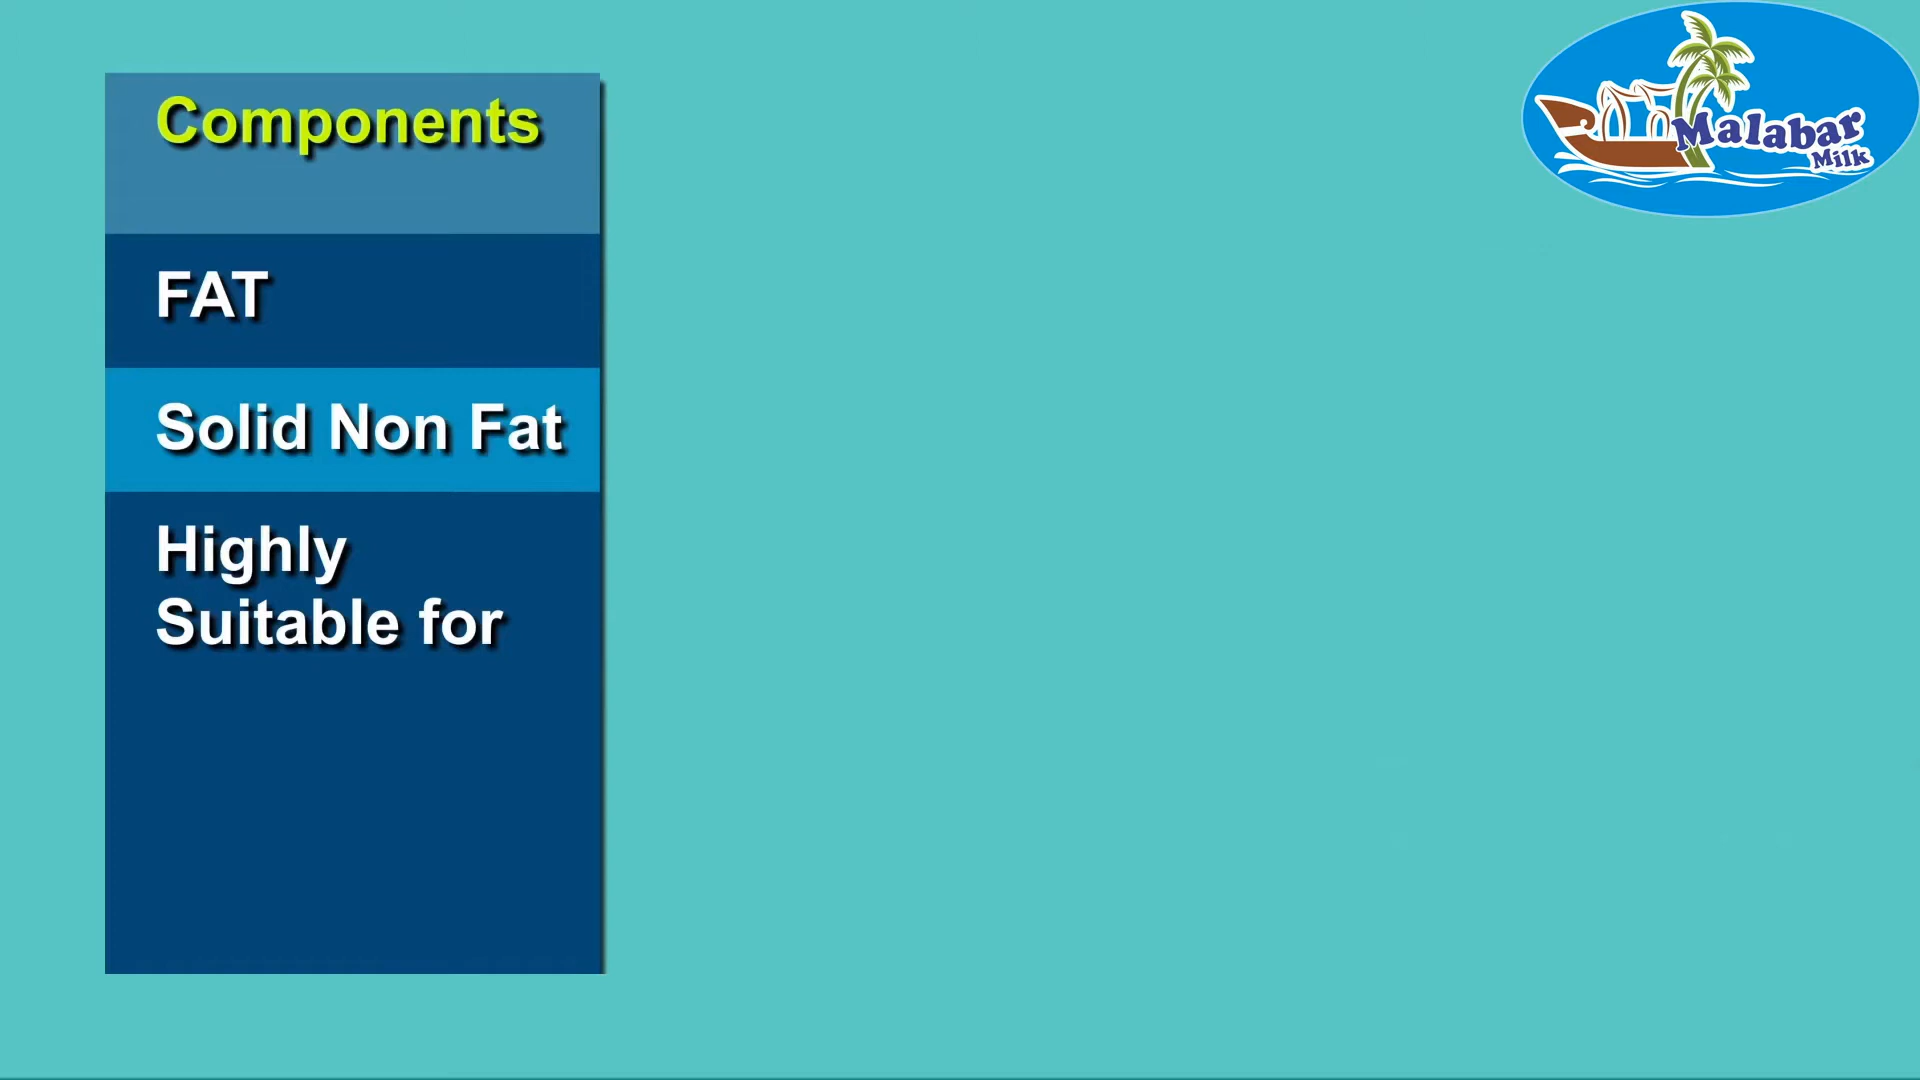 Components
FAT
Solid Non Fat
Highly
Suitable for
Malabar
Milk